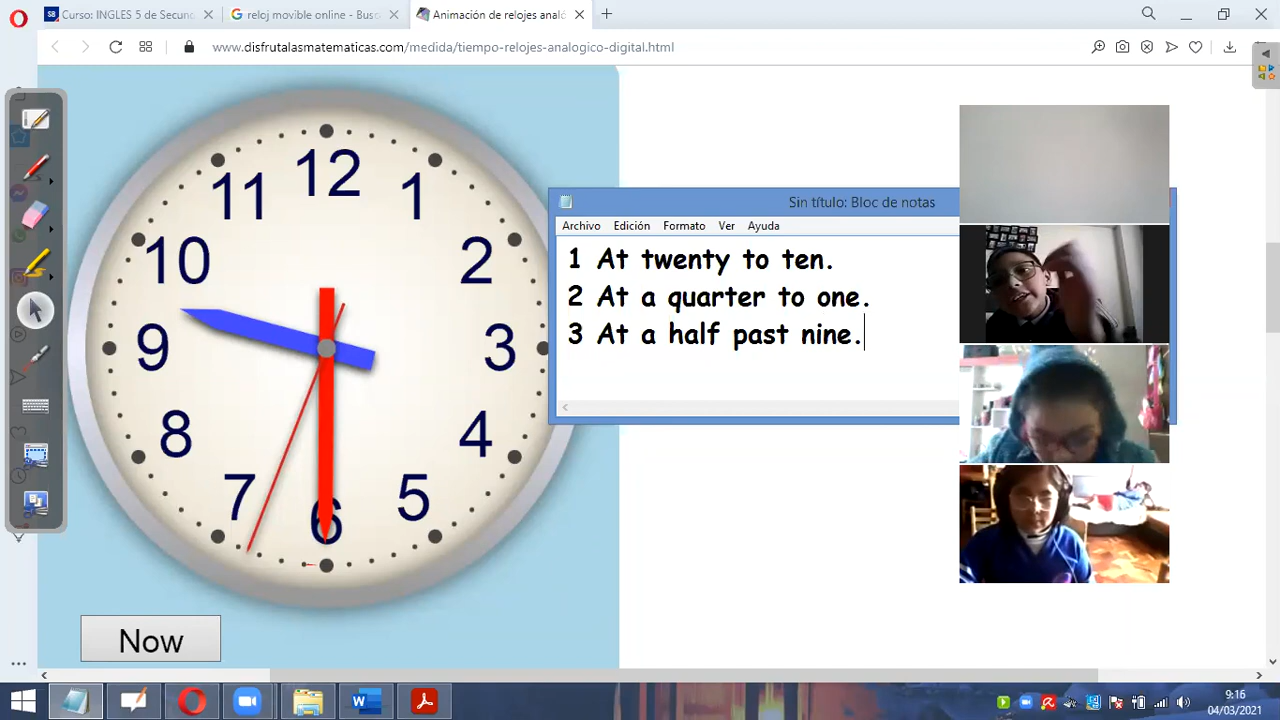 Curso: INGLES 5 de Secun
reloj movible online - Bus
Animación de relojes analó
www.disfrutalasmatematicas.com/medida/tiempo-relojes-analogico-digital.html
12
11
1
10
2
9
3
8
4
7
5
6
Now
Sin título: Bloc de notas
Archivo Edición Formato Ver Ayuda
1 At twenty to ten.
2 At a quarter to one.
3 At a half past nine.
9:16
04/03/2021